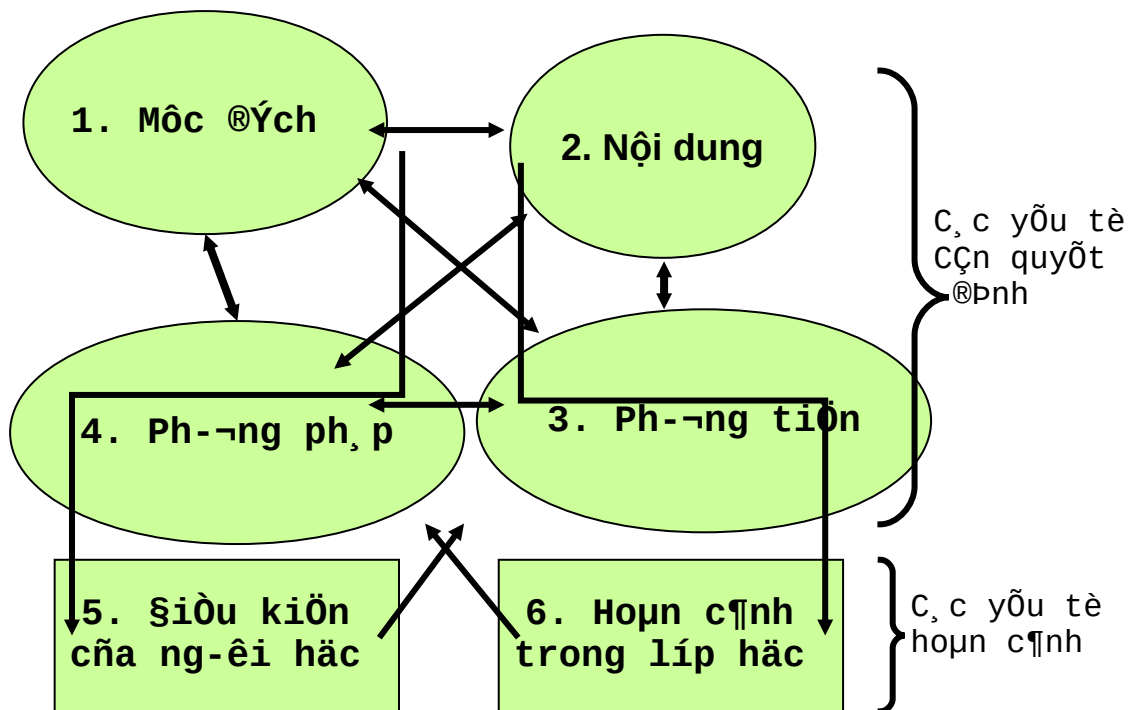 1. Môc ®Ých
2. Nội dung
C¸c yÕu tè
CÇn quyÕt
®Þnh
4. Ph-¬ng ph¸p
3. Ph-¬ng tiÖn
5. §iÒu kiÖn
cña ng-êi häc
6. Hoµn c¶nh
trong líp häc
C¸c yÕu tè
hoµn c¶nh